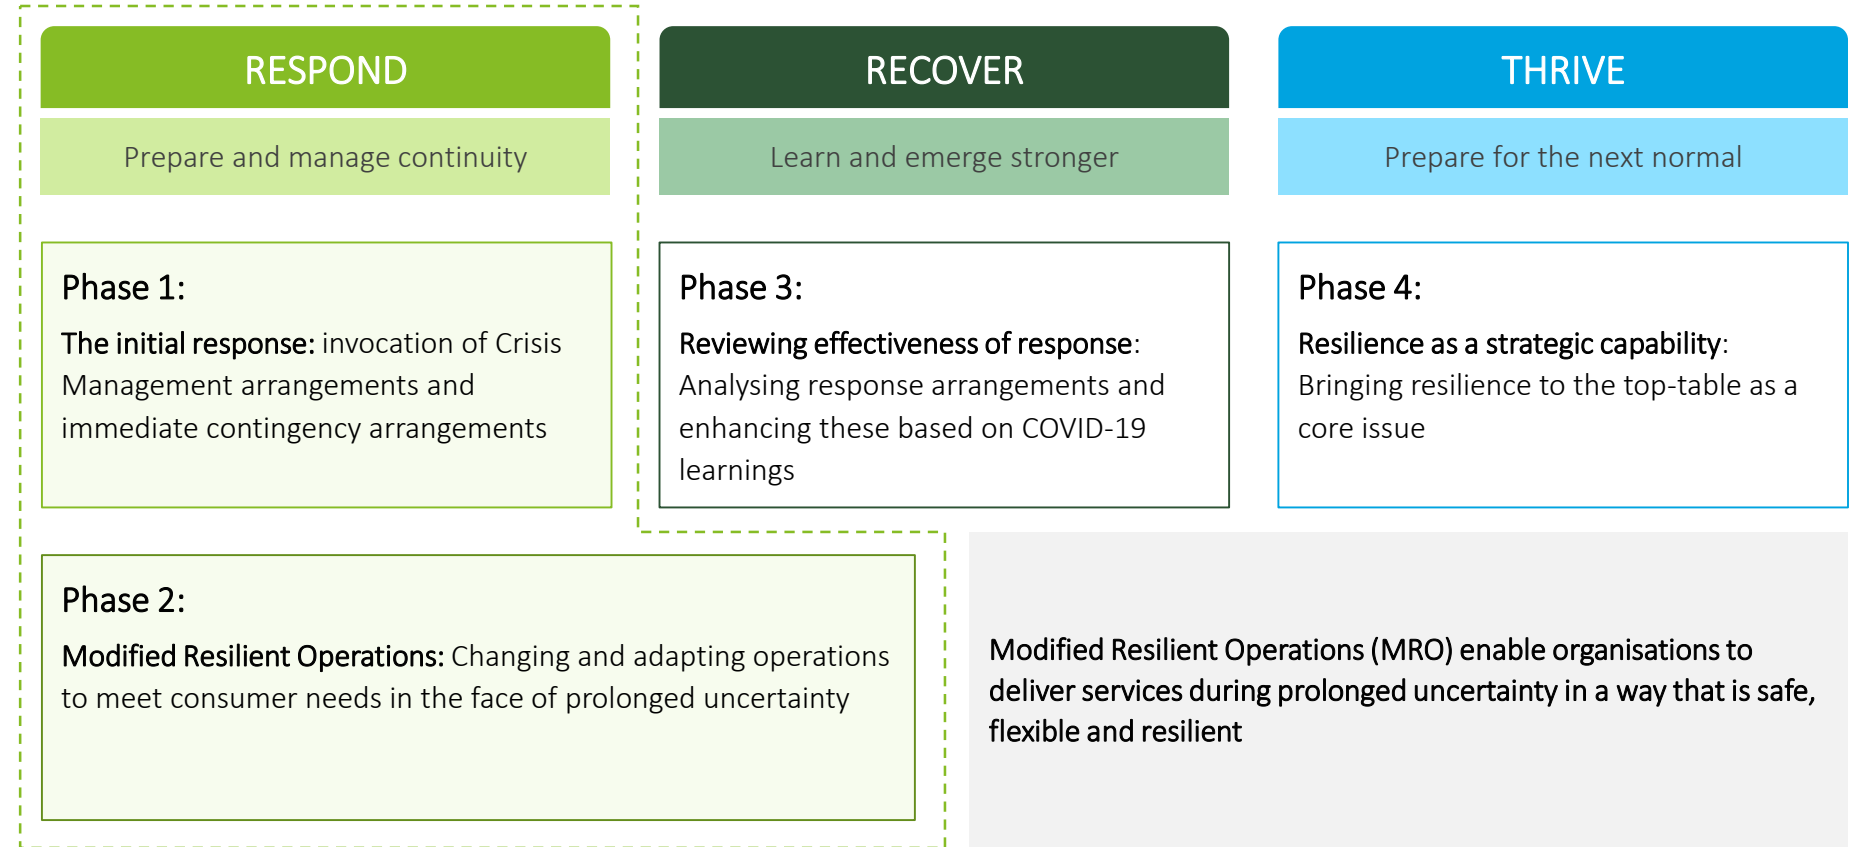 RESPOND
Prepare and manage continuity
RECOVER
Learn and emerge stronger
THRIVE
Prepare for the next normal
Phase 1:
The initial response: invocation of Crisis
Management arrangements and
immediate contingency arrangements
Phase 3:
Reviewing effectiveness of response:
Analysing response arrangements and
enhancing these based on COVID-19
learnings
Phase 4:
Resilience as a strategic capability:
Bringing resilience to the top-table as a
core issue
Phase 2:
Modified Resilient Operations: Changing and adapting operations
to meet consumer needs in the face of prolonged uncertainty
Modified Resilient Operations (MRO) enable organisations to
deliver services during prolonged uncertainty in a way that is safe,
flexible and resilient